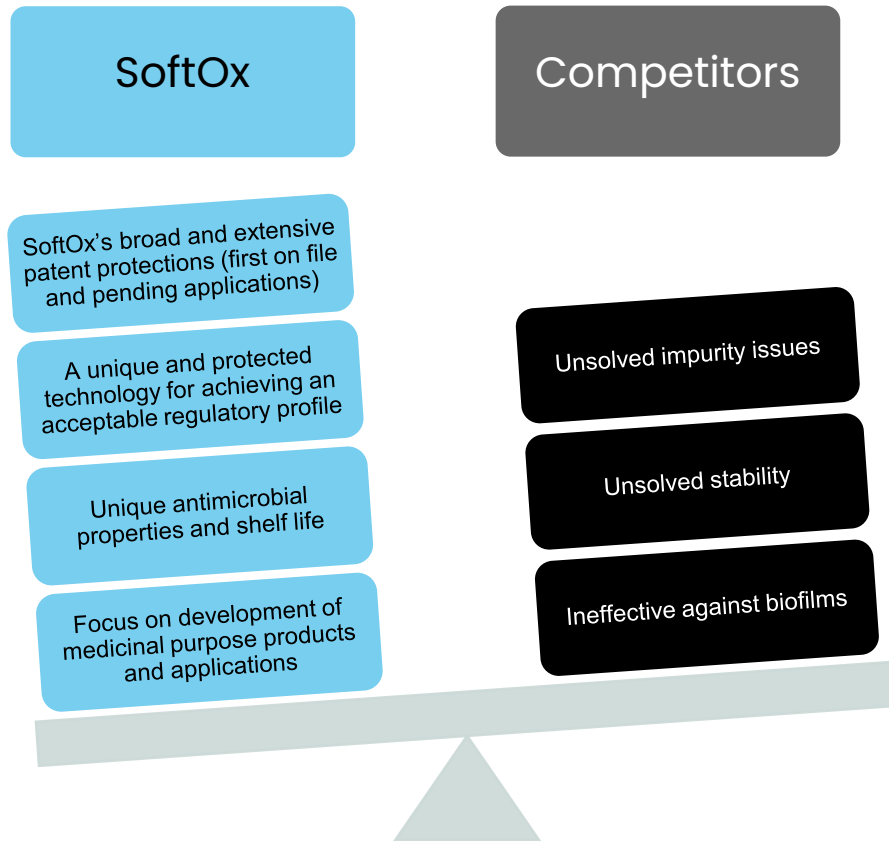 SoftOx
Competitors
SoftOx’s broad and extensive
patent protections (first on file
and pending applications)
A unique and protected
technology for achieving an
acceptable regulatory profile
Unique antimicrobial
properties and shelf life
Focus on development of
medicinal purpose products
and applications
Unsolved impurity issues
Unsolved stability
Ineffective against biofilms